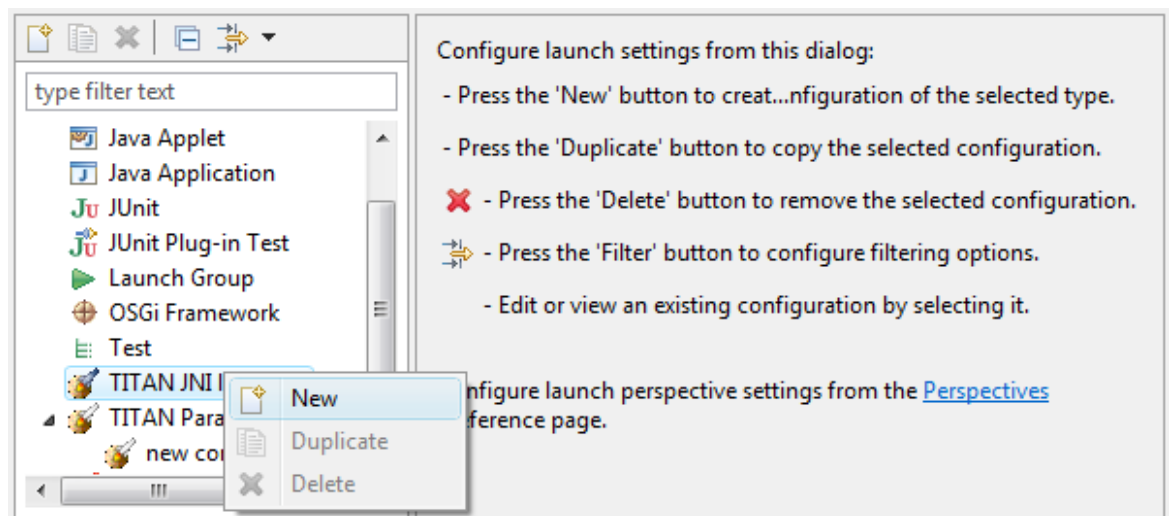 type filter text
Java Applet
Java Application
JUnit
JUnit Plug-in Test
Launch Group
OSGi Framework
Test
TITAN JNI
TITAN Para
new co
New
Duplicate
Delete
Configure launch settings from this dialog:
- Press the 'New' button to creat...nfiguration of the selected type.
- Press the 'Duplicate' button to copy the selected configuration.
- Press the 'Delete' button to remove the selected configuration.
- Press the 'Filter' button to configure filtering options.
- Edit or view an existing configuration by selecting it.
nfigure launch perspective settings from the Perspectives
ference page.